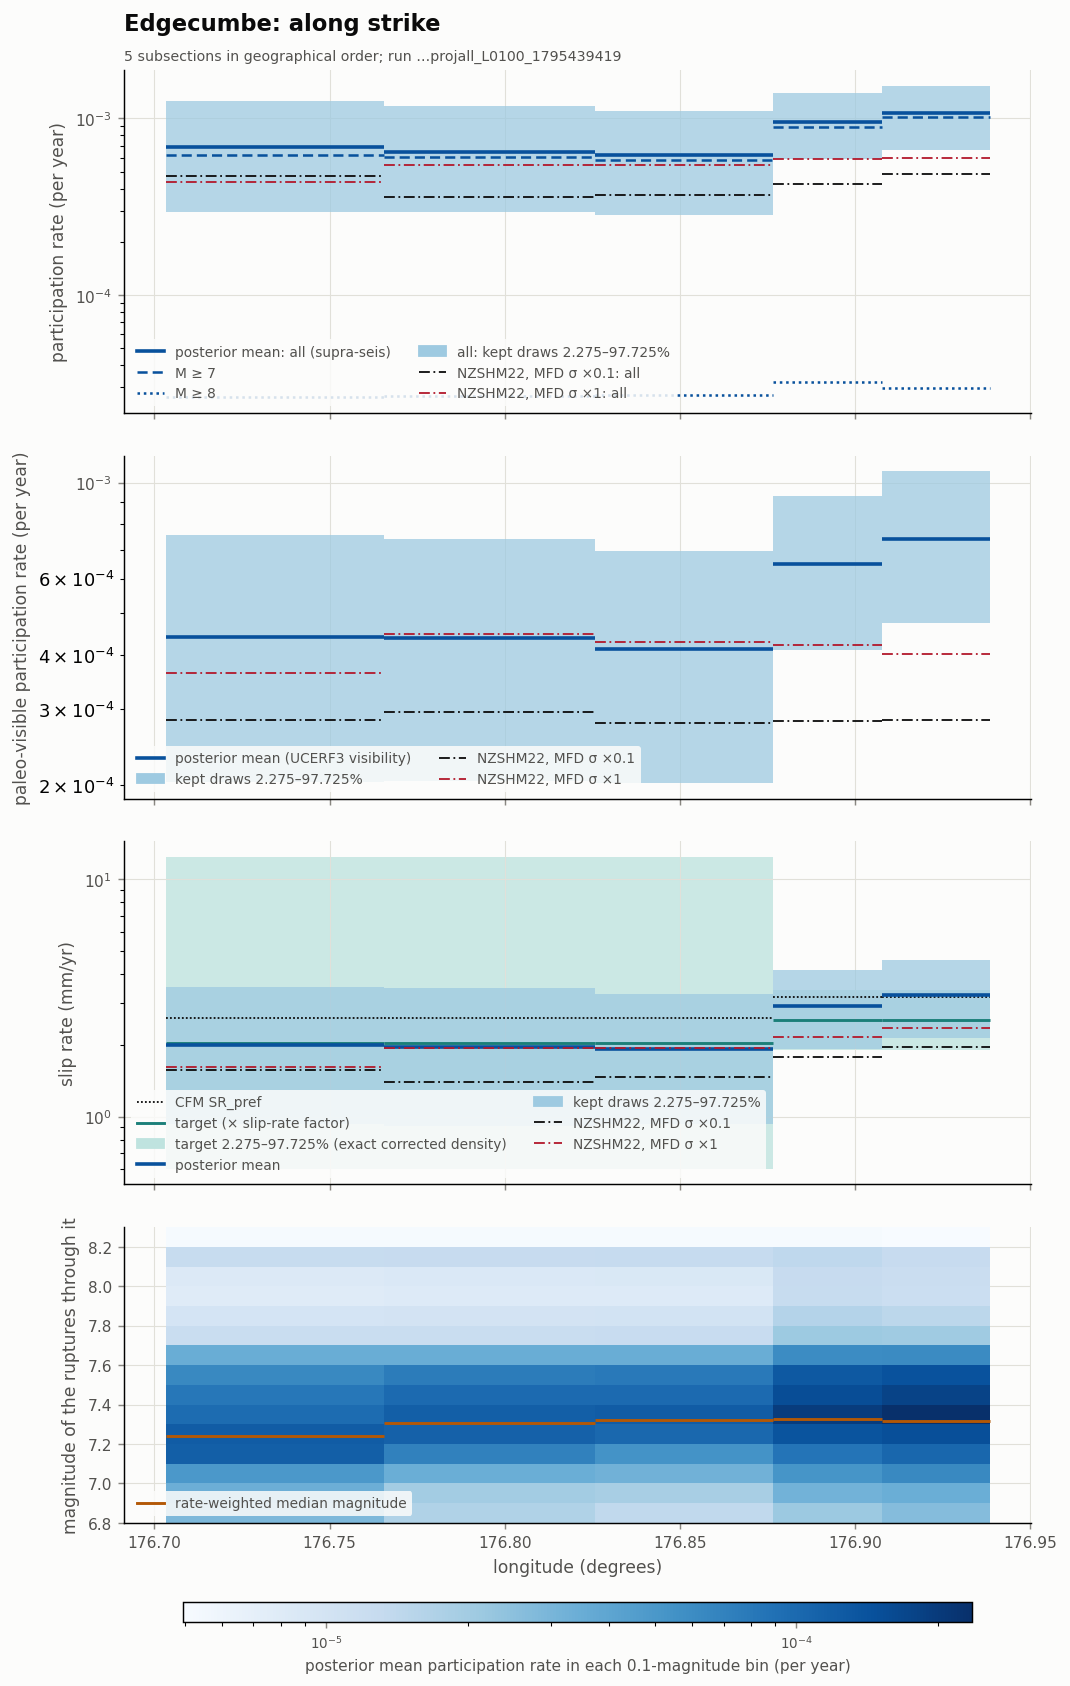 Edgecumbe: along strike
5 subsections in geographical order; run ...projall_L0100_1795439419
participation rate (per year)
10⁻³
10⁻⁴
posterior mean: all (supra-seis)
M ≥ 7
M ≥ 8
all: kept draws 2.275–97.725%
NZSHM22, MFD σ ×0.1: all
NZSHM22, MFD σ ×1: all
paleo-visible participation rate (per year)
10⁻³
6 × 10⁻⁴
4 × 10⁻⁴
3 × 10⁻⁴
2 × 10⁻⁴
posterior mean (UCERF3 visibility)
kept draws 2.275–97.725%
NZSHM22, MFD σ ×0.1
NZSHM22, MFD σ ×1
slip rate (mm/yr)
10¹
10⁰
CFM SR_pref
target (× slip-rate factor)
target 2.275–97.725% (exact corrected density)
posterior mean
kept draws 2.275–97.725%
NZSHM22, MFD σ ×0.1
NZSHM22, MFD σ ×1
magnitude of the ruptures through it
8.2
8.0
7.8
7.6
7.4
7.2
7.0
6.8
rate-weighted median magnitude
176.70 176.75 176.80 176.85 176.90 176.95
longitude (degrees)
10⁻⁵ 10⁻⁴
posterior mean participation rate in each 0.1-magnitude bin (per year)